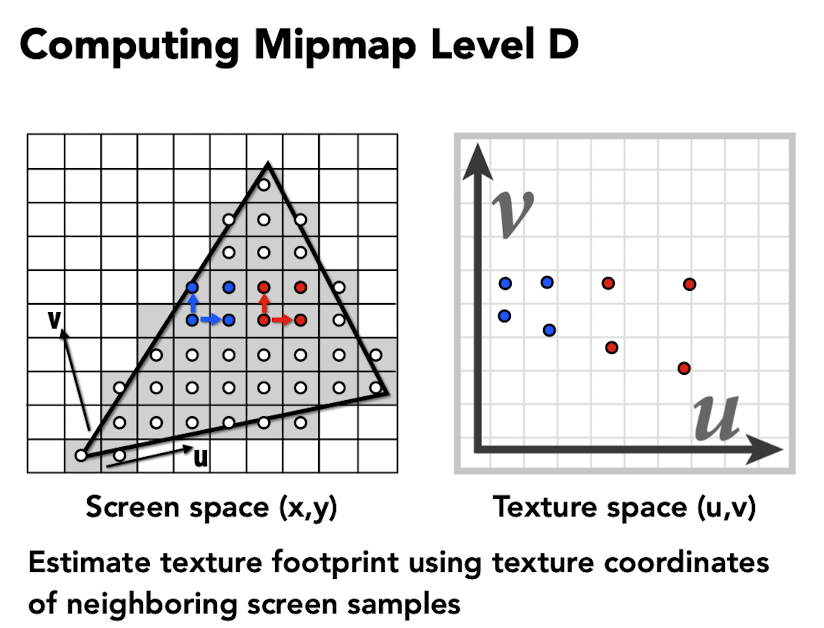 Computing Mipmap Level D
v
u
Screen space (x,y)
v
u
Texture space (u,v)
Estimate texture footprint using texture coordinates
of neighboring screen samples